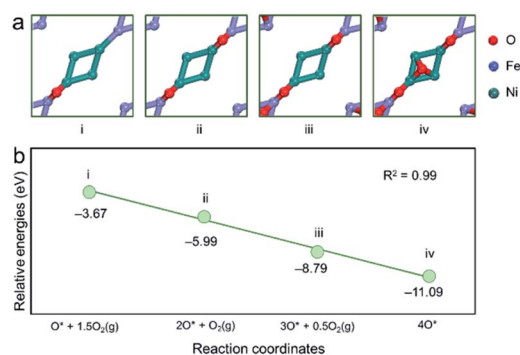 a
O
Fe
Ni
i
ii
iii
iv
b
Relative energies (eV)
R² = 0.99
i
−3.67
ii
−5.99
iii
−8.79
iv
−11.09
O* + 1.5O₂(g)
2O* + O₂(g)
3O* + 0.5O₂(g)
4O*
Reaction coordinates